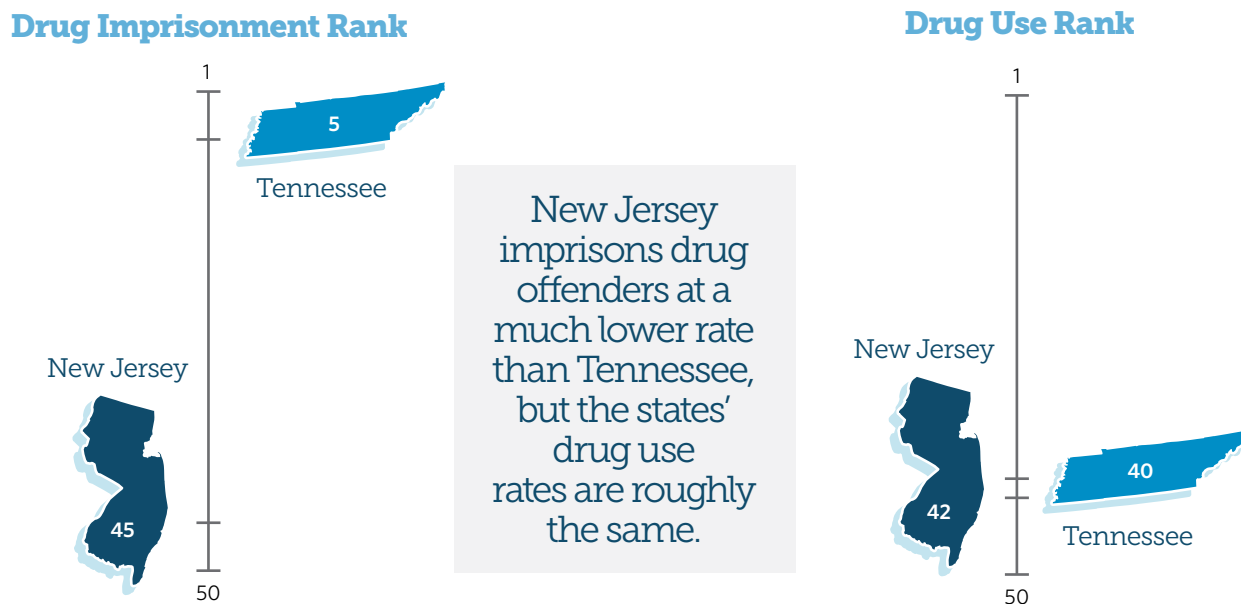 Drug Imprisonment Rank
1
5
Tennessee
New Jersey
45
50
New Jersey
imprisons drug
offenders at a
much lower rate
than Tennessee,
but the states’
drug use
rates are roughly
the same.
Drug Use Rank
1
New Jersey
40
42
Tennessee
50